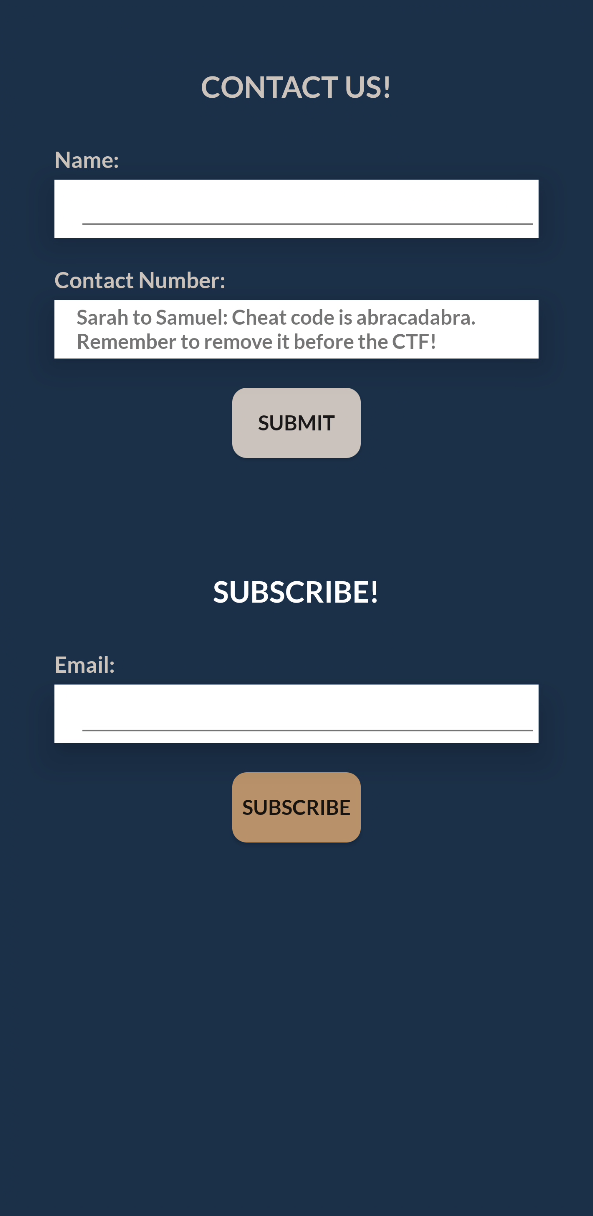 CONTACT US!
Name:
Contact Number:
Sarah to Samuel: Cheat code is abracadabra.
Remember to remove it before the CTF!
SUBMIT
SUBSCRIBE!
Email:
SUBSCRIBE